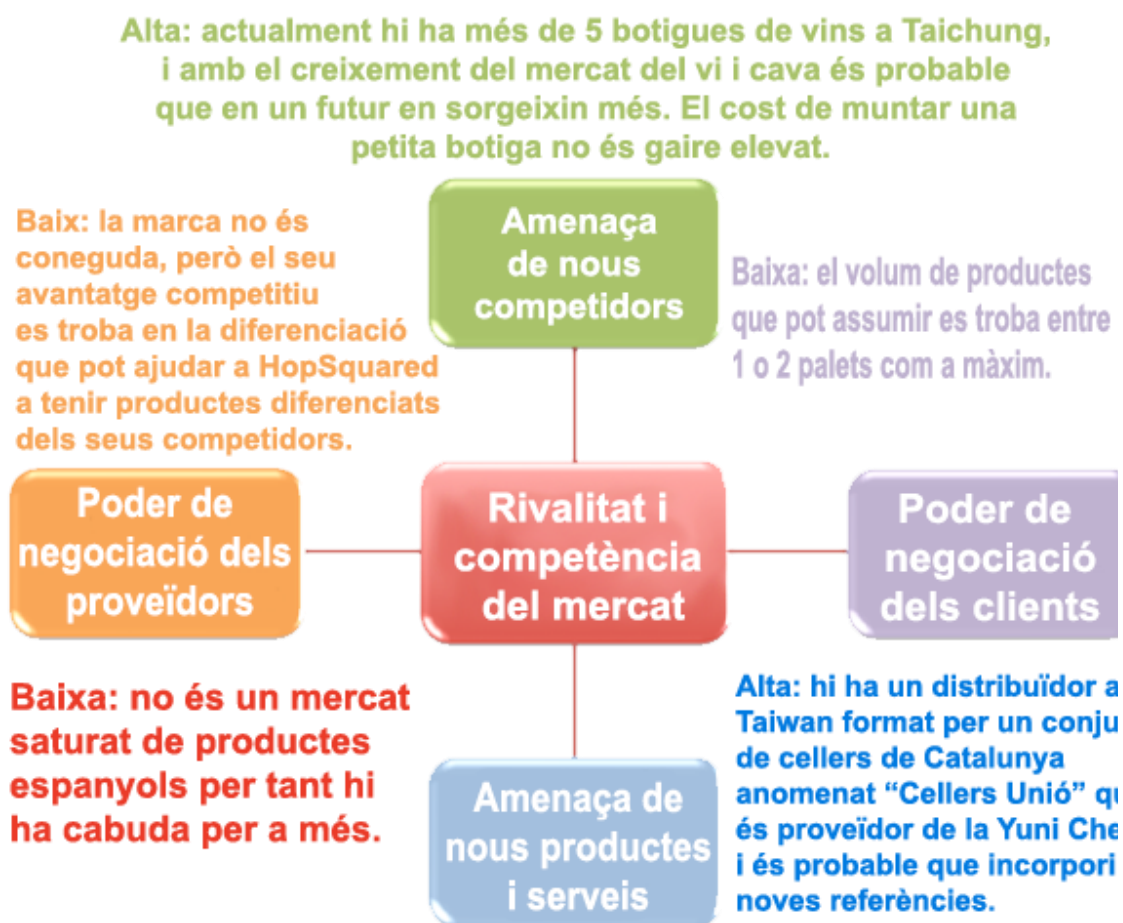 Alta: actualment hi ha més de 5 botigues de vins a Taichung,
i amb el creixement del mercat del vi i cava és probable
que en un futur en sorgeixin més. El cost de muntar una
petita botiga no és gaire elevat.
Baix: la marca no és
coneguda, però el seu
avantatge competitiu
es troba en la diferenciació
que pot ajudar a HopSquared
a tenir productes diferenciats
dels seus competidors.
Amenaça
de nous
competidors
Baixa: el volum de productes
que pot assumir es troba entre
1 o 2 palets com a màxim.
Poder de
negociació dels
proveïdors
Rivalitat i
competència
del mercat
Poder de
negociació
dels clients
Baixa: no és un mercat
saturat de productes
espanyols per tant hi
ha cabuda per a més.
Amenaça de
nous productes
i serveis
Alta: hi ha un distribuïdor a
Taiwan format per un
de cellers de Catalunya
anomenat “Cellers Unió”
és proveïdor de la Yuni
i és probable que incorpori
noves referències.